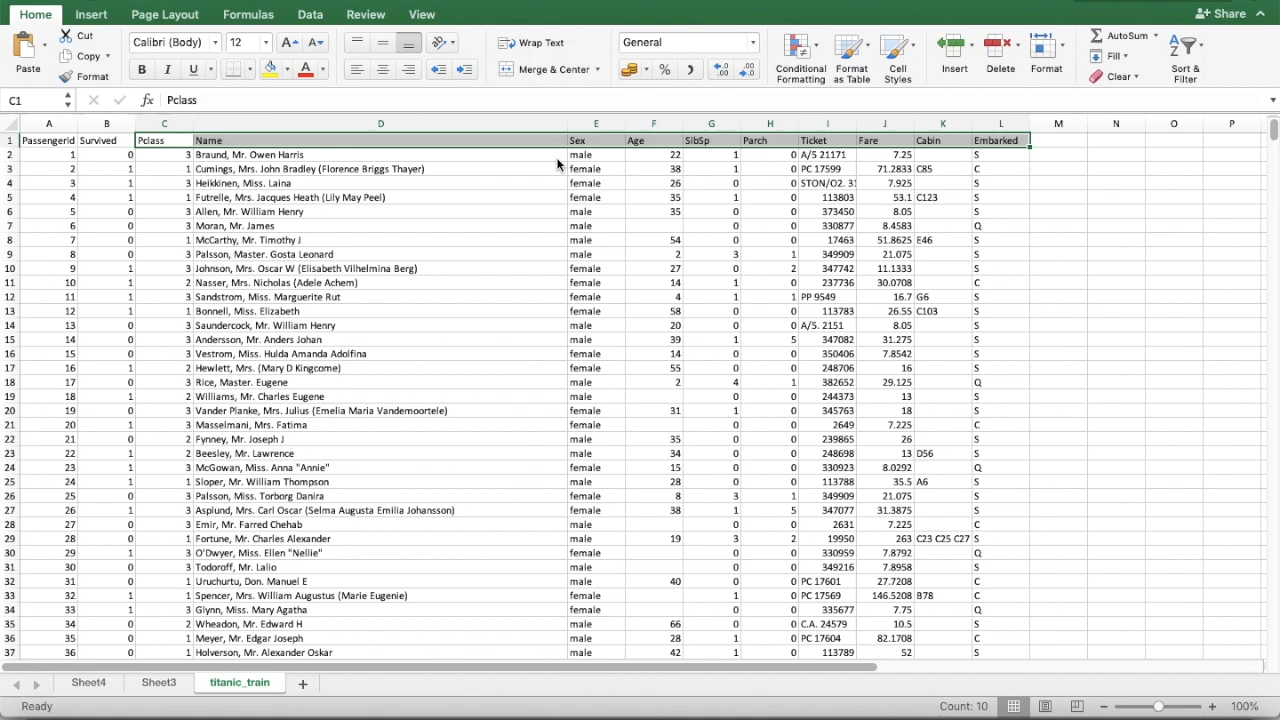 Home Insert Page Layout Formulas Data Review View Share
Cut Calibri (Body) 12 A A Wrap Text General AutoSum
Copy Fill
Paste Format B I U A Merge & Center % Conditional Formatting Format as Table Cell Styles Insert Delete Format Clear Sort & Filter
C1 fx Pclass
A B C D E F G H I J K L M N O P
1 PassengerId Survived Pclass Name Sex Age SibSp Parch Ticket Fare Cabin Embarked
2 1 0 3 Braund, Mr. Owen Harris male 22 1 0 A/5 21171 7.25 S
3 2 1 1 Cumings, Mrs. John Bradley (Florence Briggs Thayer) female 38 1 0 PC 17599 71.2833 C85 C
4 3 1 3 Heikkinen, Miss. Laina female 26 0 0 STON/O2. 31 7.925 S
5 4 1 1 Futrelle, Mrs. Jacques Heath (Lily May Peel) female 35 1 0 113803 53.1 C123 S
6 5 0 3 Allen, Mr. William Henry male 35 0 0 373450 8.05 S
7 6 0 3 Moran, Mr. James male 0 0 330877 8.4583 Q
8 7 0 1 McCarthy, Mr. Timothy J male 54 0 0 17463 51.8625 E46 S
9 8 0 3 Palsson, Master. Gosta Leonard male 2 3 1 349909 21.075 S
10 9 1 3 Johnson, Mrs. Oscar W (Elisabeth Vilhelmina Berg) female 27 0 2 347742 11.1333 S
11 10 1 2 Nasser, Mrs. Nicholas (Adele Achem) female 14 1 0 237736 30.0708 C
12 11 1 3 Sandstrom, Miss. Marguerite Rut female 4 1 1 PP 9549 16.7 G6 S
13 12 1 1 Bonnell, Miss. Elizabeth female 58 0 0 113783 26.55 C103 S
14 13 0 3 Saundercock, Mr. William Henry male 20 0 0 A/5. 2151 8.05 S
15 14 0 3 Andersson, Mr. Anders Johan male 39 1 5 347082 31.275 S
16 15 0 3 Vestrom, Miss. Hulda Amanda Adolfina female 14 0 0 350406 7.8542 S
17 16 1 2 Hewlett, Mrs. (Mary D Kingcome) female 55 0 0 248706 16 S
18 17 0 3 Rice, Master. Eugene male 2 4 1 382652 29.125 Q
19 18 1 2 Williams, Mr. Charles Eugene male 0 0 244373 13 S
20 19 0 3 Vander Planke, Mrs. Julius (Emelia Maria Vandemoortele) female 31 1 0 345763 18 S
21 20 1 3 Masselmani, Mrs. Fatima female 0 0 2649 7.225 C
22 21 0 2 Fynney, Mr. Joseph J male 35 0 0 239865 26 S
23 22 1 2 Beesley, Mr. Lawrence male 34 0 0 248698 13 D56 S
24 23 1 3 McGowan, Miss. Anna "Annie" female 15 0 0 330923 8.0292 Q
25 24 1 1 Sloper, Mr. William Thompson male 28 0 0 113788 35.5 A6 S
26 25 0 3 Palsson, Miss. Torborg Danira female 8 3 1 349909 21.075 S
27 26 1 3 Asplund, Mrs. Carl Oscar (Selma Augusta Emilia Johansson) female 38 1 5 347077 31.3875 S
28 27 0 3 Emir, Mr. Farred Chehab male 0 0 2631 7.225 C
29 28 0 1 Fortune, Mr. Charles Alexander male 19 3 2 19950 263 C23 C25 C27 S
30 29 1 3 O'Dwyer, Miss. Ellen "Nellie" female 0 0 330959 7.8792 Q
31 30 0 3 Todoroff, Mr. Lalio male 0 0 349216 7.8958 S
32 31 0 1 Uruchurtu, Don. Manuel E male 40 0 0 PC 17601 27.7208 C
33 32 1 1 Spencer, Mrs. William Augustus (Marie Eugenie) female 1 0 PC 17569 146.5208 B78 C
34 33 1 3 Glynn, Miss. Mary Agatha female 0 0 335677 7.75 Q
35 34 0 2 Wheadon, Mr. Edward H male 66 0 0 C.A. 24579 10.5 S
36 35 0 1 Meyer, Mr. Edgar Joseph male 28 1 0 PC 17604 82.1708 C
37 36 0 1 Holverson, Mr. Alexander Oskar male 42 1 0 113789 52 S
Sheet4 Sheet3 titanic_train +
Ready Count: 10 100%